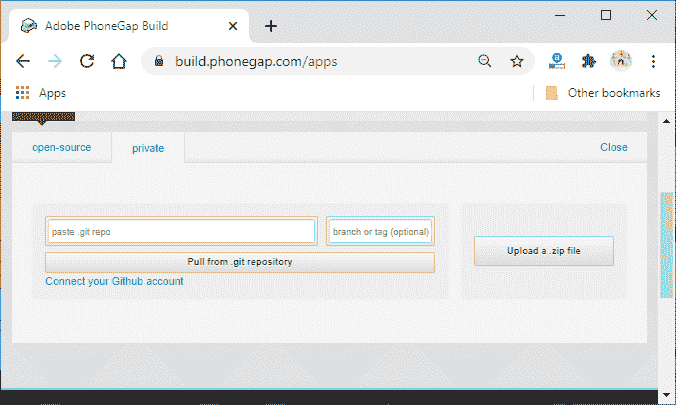 Adobe PhoneGap Build
build.phonegap.com/apps
Apps
Other bookmarks
open-source
private
Close
paste .git repo
branch or tag (optional)
Upload a .zip file
Pull from .git repository
Connect your Github account